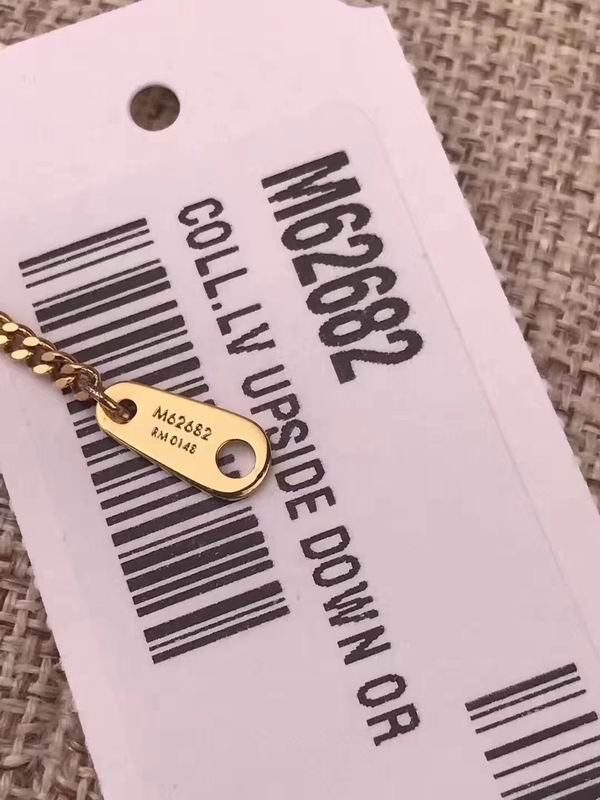 M62682
COLL.LV UPSIDE DOWN OR
M62682
RM0148